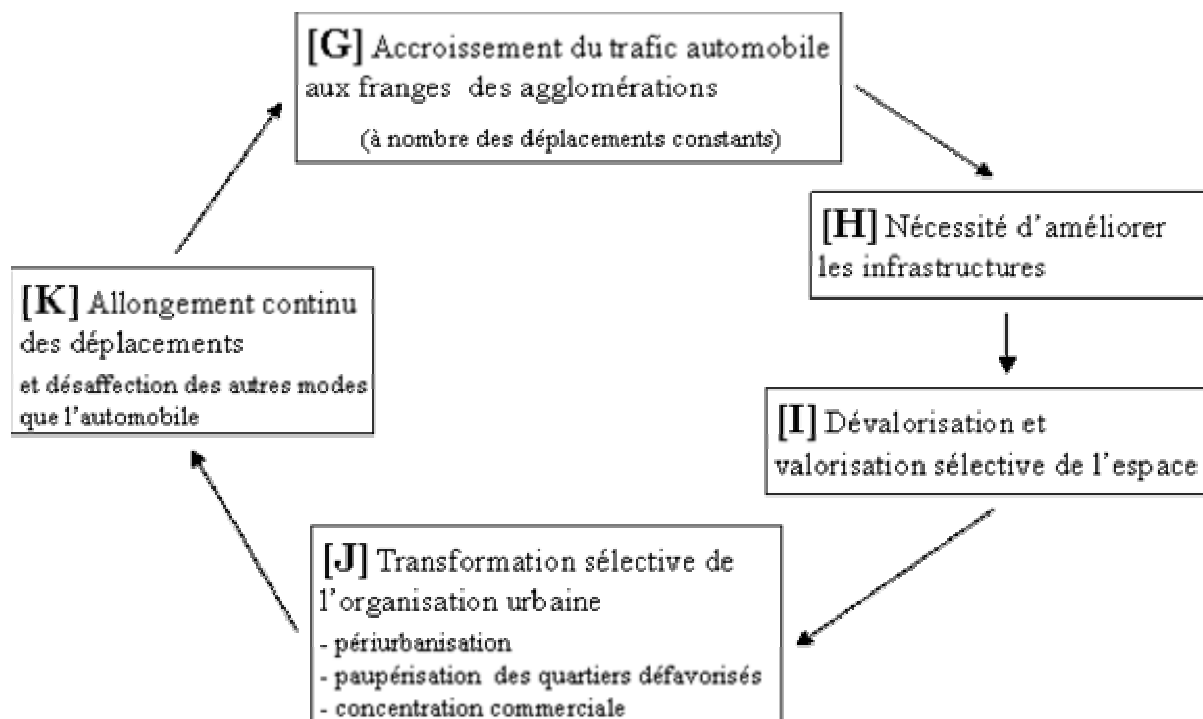 [G] Accroissement du trafic automobile
aux franges des agglomérations
(à nombre des déplacements constants)
[H] Nécessité d'améliorer
les infrastructures
[K] Allongement continu
des déplacements
et désaffection des autres modes
que l'automobile
[I] Dévalorisation et
valorisation sélective de l'espace
[J] Transformation sélective de
l'organisation urbaine
- périurbanisation
- paupérisation des quartiers défavorisés
- concentration commerciale